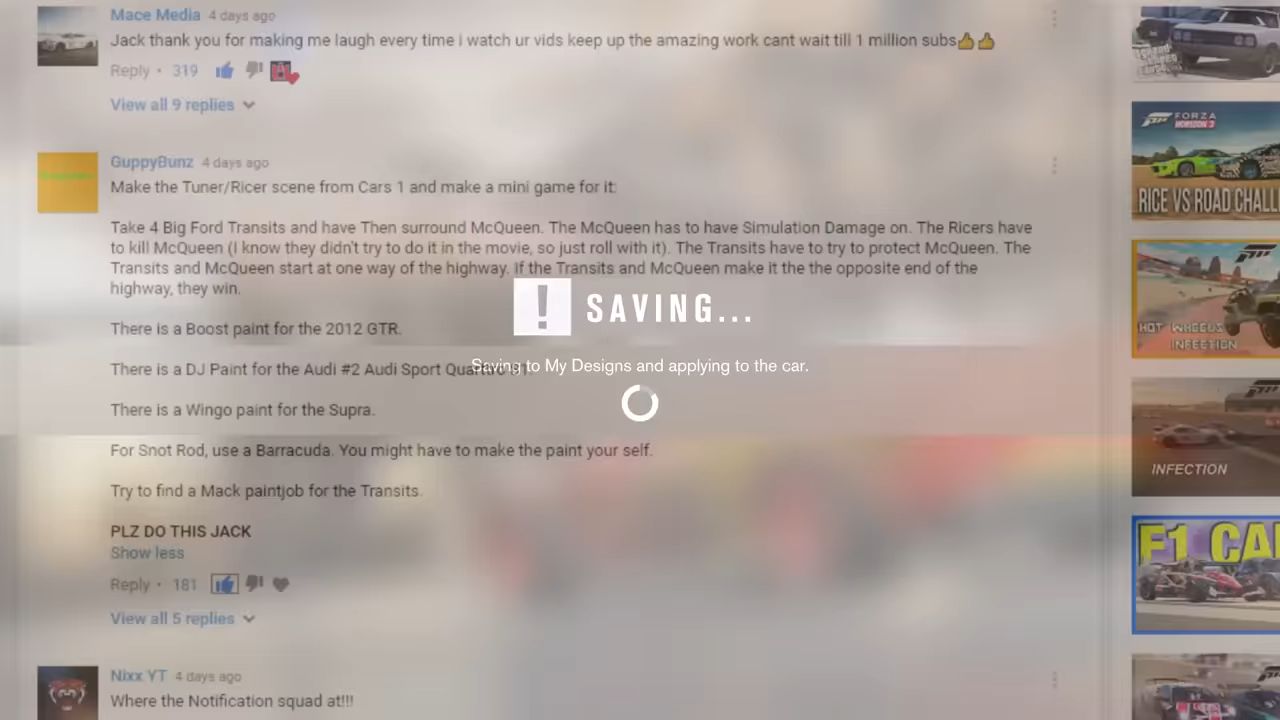 Mace Media 4 days ago
Jack thank you for making me laugh every time i watch ur vids keep up the amazing work cant wait till 1 million subs👍👍
Reply • 319
View all 9 replies
GuppyBunz 4 days ago
Make the Tuner/Ricer scene from Cars 1 and make a mini game for it:
Take 4 Big Ford Transits and have Then surround McQueen. The McQueen has to have Simulation Damage on. The Ricers have
to kill McQueen (I know they didn't try to do it in the movie, so just roll with it). The Transits have to try to protect McQueen. The
Transits and McQueen start at one way of the highway. If the Transits and McQueen make it the the opposite end of the
highway, they win.
! SAVING...
There is a Boost paint for the 2012 GTR.
Saving to My Designs and applying to the car.
There is a DJ Paint for the Audi #2 Audi Sport
There is a Wingo paint for the Supra.
For Snot Rod, use a Barracuda. You might have to make the paint your self.
Try to find a Mack paintjob for the Transits.
PLZ DO THIS JACK
Show less
Reply • 181
View all 5 replies
Nixx YT 4 days ago
Where the Notification squad at!!!
FORZA
HORIZON 3
RICE VS ROAD CHALL
HOT WHEELS
INFECTION
INFECTION
F1 CA